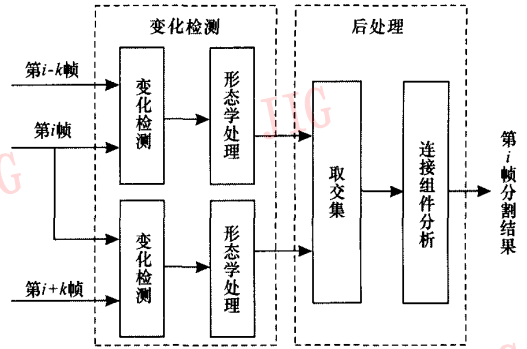 变化检测
后处理
第i-k帧
第i帧
第i+k帧
变化检测
形态学处理
变化检测
形态学处理
取交集
连接组件分析
第i帧分割结果
JIG
G